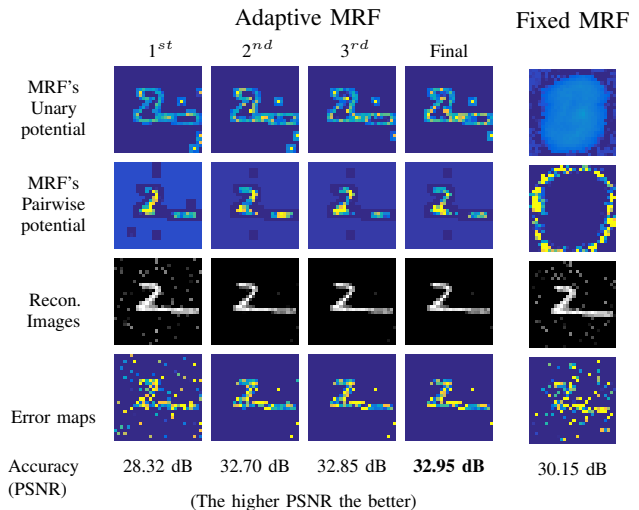 Adaptive MRF Fixed MRF
1st 2nd 3rd Final
MRF's
Unary
potential
MRF's
Pairwise
potential
Recon.
Images
Error maps
Accuracy
(PSNR)
28.32 dB 32.70 dB 32.85 dB 32.95 dB 30.15 dB
(The higher PSNR the better)